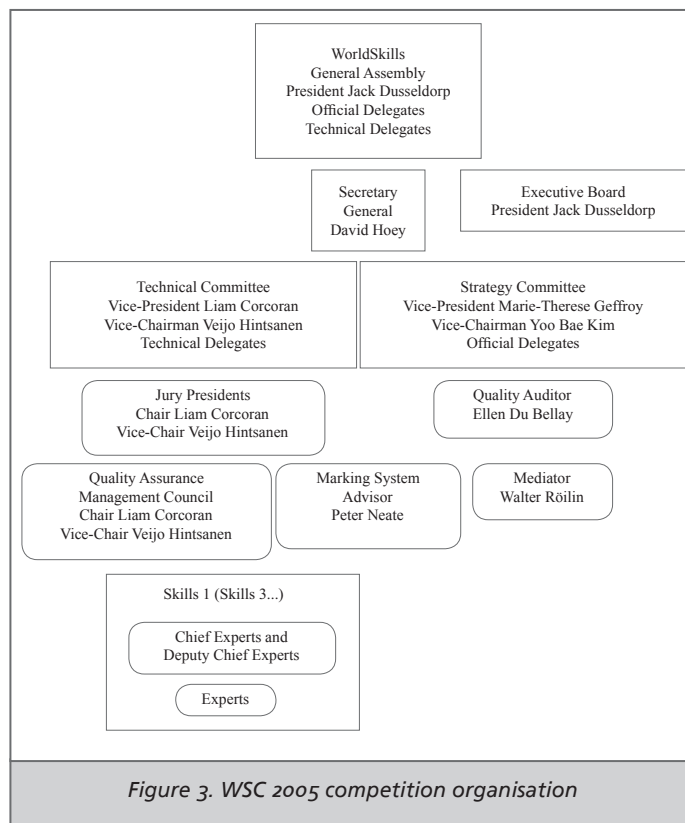 WorldSkills
General Assembly
President Jack Dusseldorp
Official Delegates
Technical Delegates
Secretary
General
David Hoey
Executive Board
President Jack Dusseldorp
Technical Committee
Vice-President Liam Corcoran
Vice-Chairman Veijo Hintsanen
Technical Delegates
Strategy Committee
Vice-President Marie-Therese Geffroy
Vice-Chairman Yoo Bae Kim
Official Delegates
Jury Presidents
Chair Liam Corcoran
Vice-Chair Veijo Hintsanen
Quality Auditor
Ellen Du Bellay
Quality Assurance
Management Council
Chair Liam Corcoran
Vice-Chair Veijo Hintsanen
Marking System
Advisor
Peter Neate
Mediator
Walter Röilin
Skills 1 (Skills 3...)
Chief Experts and
Deputy Chief Experts
Experts
Figure 3. WSC 2005 competition organisation